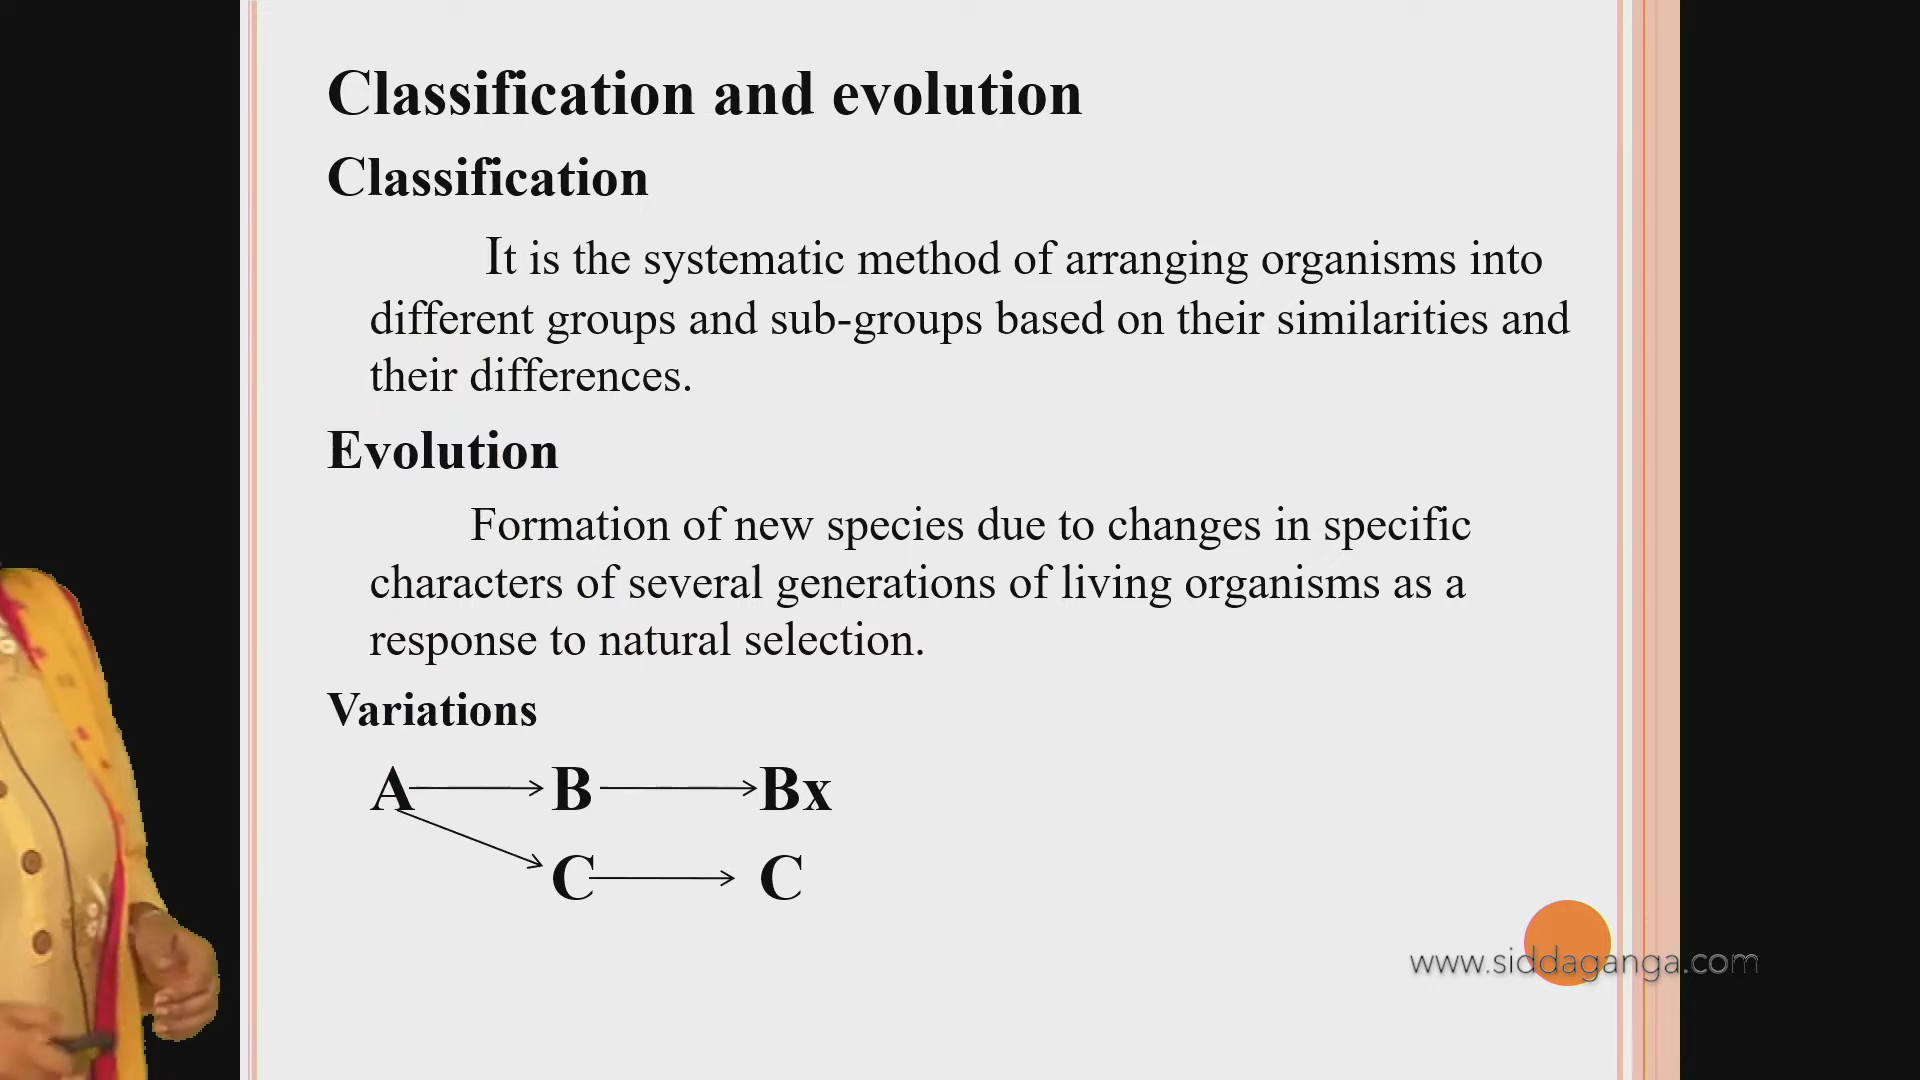 Classification and evolution
Classification
It is the systematic method of arranging organisms into
different groups and sub-groups based on their similarities and
their differences.
Evolution
Formation of new species due to changes in specific
characters of several generations of living organisms as a
response to natural selection.
Variations
A B Bx
C C
www.siddaganga.com